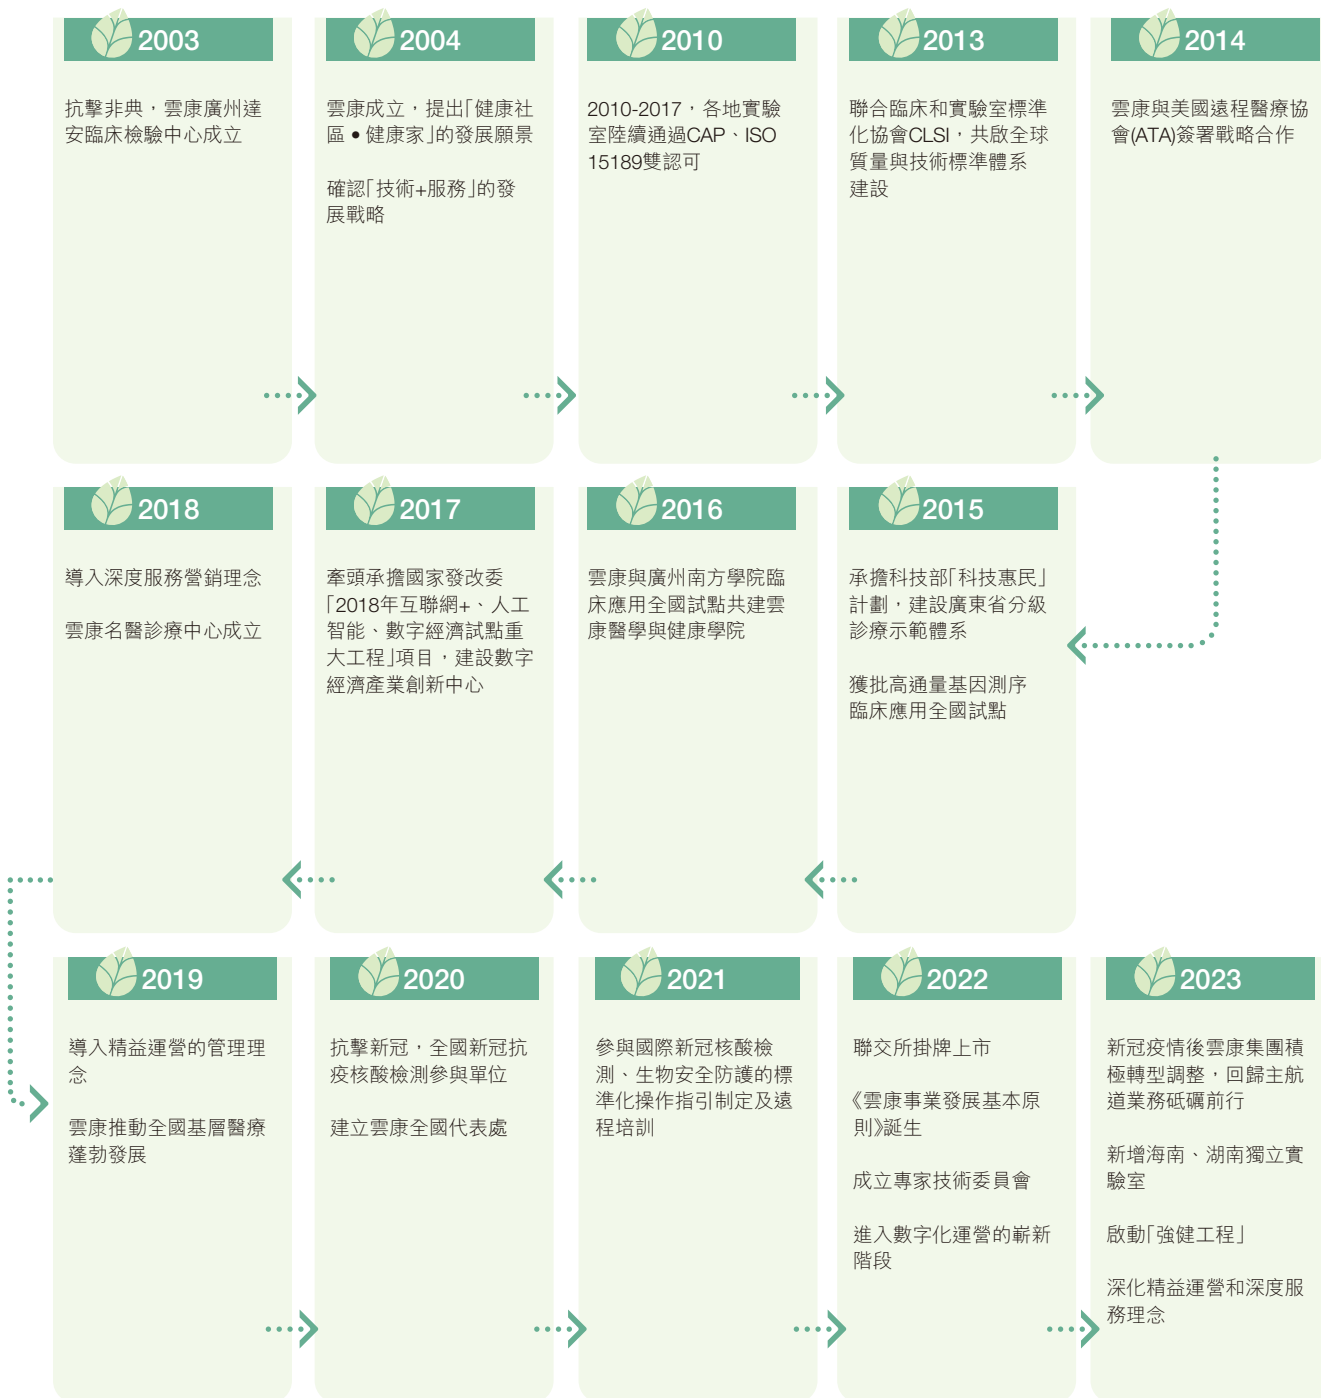 2003
抗擊非典，雲康廣州達
安臨床檢驗中心成立
2004
雲康成立，提出「健康社
區•健康家」的發展願景
確認「技術+服務」的發
展戰略
2010
2010-2017，各地實驗
室陸續通過CAP、ISO
15189雙認可
2013
聯合臨床和實驗室標準
化協會CLSI，共啟全球
質量與技術標準體系
建設
2014
雲康與美國遠程醫療協
會(ATA)簽署戰略合作
2015
承擔科技部「科技惠民」
計劃，建設廣東省分級
診療示範體系
獲批高通量基因測序
臨床應用全國試點
2016
雲康與廣州南方學院臨
床應用全國試點共建雲
康醫學與健康學院
2017
牽頭承擔國家發改委
「2018年互聯網+、人工
智能、數字經濟試點重
大工程」項目，建設數字
經濟產業創新中心
2018
導入深度服務營銷理念
雲康名醫診療中心成立
2019
導入精益運營的管理理
念
雲康推動全國基層醫療
蓬勃發展
2020
抗擊新冠，全國新冠抗
疫核酸檢測參與單位
建立雲康全國代表處
2021
參與國際新冠核酸檢
測、生物安全防護的標
準化操作指引制定及遠
程培訓
2022
聯交所掛牌上市
《雲康事業發展基本原
則》誕生
成立專家技術委員會
進入數字化運營的嶄新
階段
2023
新冠疫情後雲康集團積
極轉型調整，回歸主航
道業務砥礪前行
新增海南、湖南獨立實
驗室
啟動「強健工程」
深化精益運營和深度服
務理念